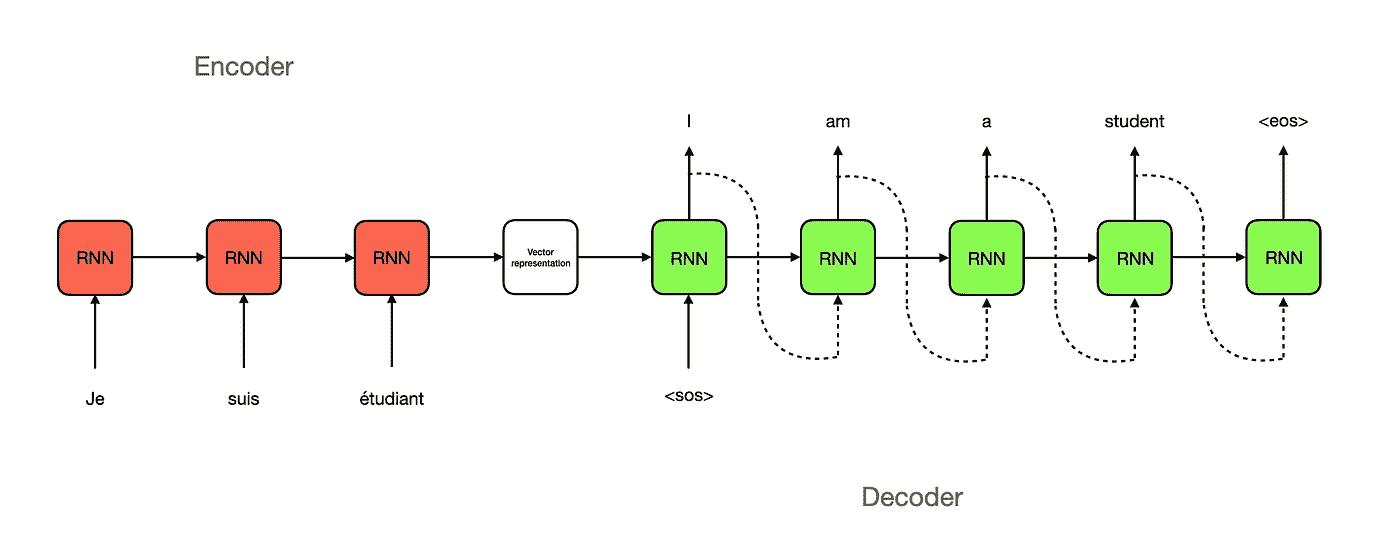 Encoder
I am a student <eos>
RNN RNN RNN Vector representation RNN RNN RNN RNN RNN
Je suis étudiant <sos>
Decoder